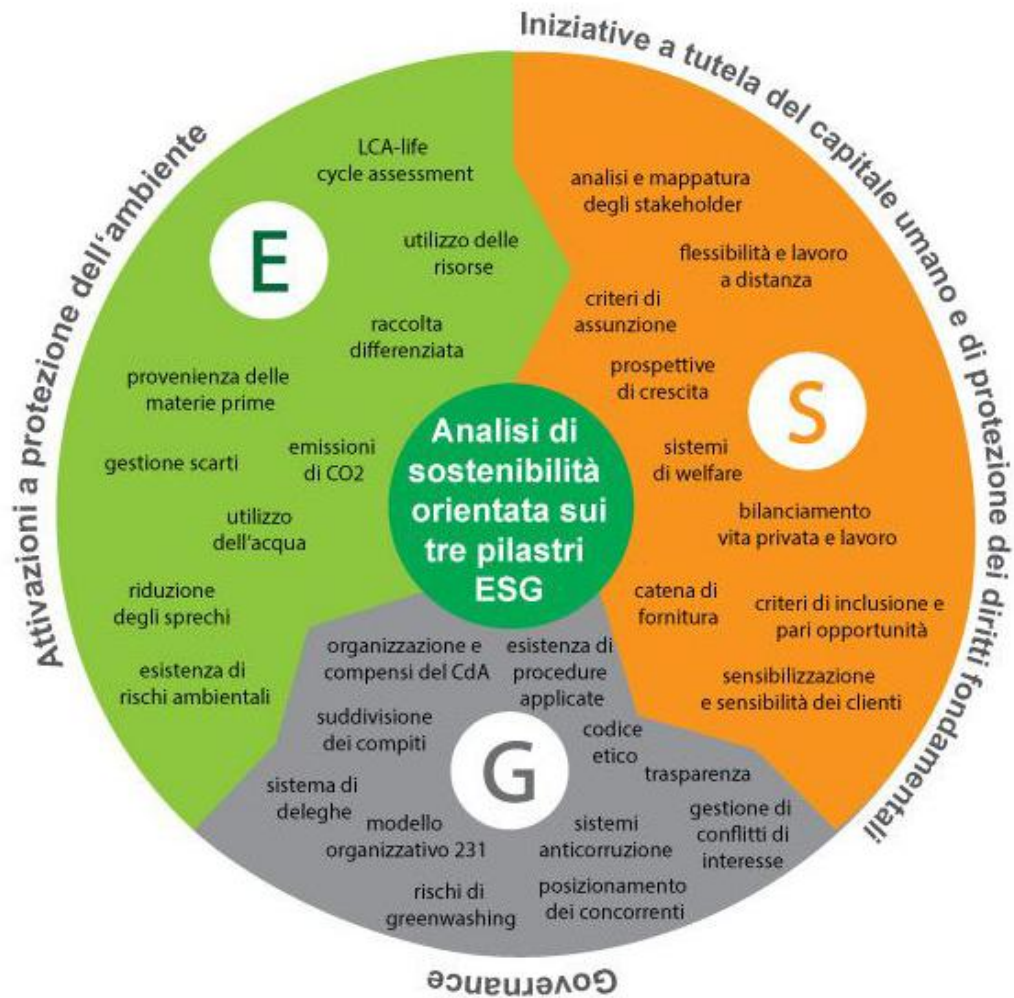 Iniziative a tutela del capitale umano e di protezione dei diritti fondamentali
Attivazioni a protezione dell'ambiente
LCA-life
cycle assessment
E
utilizzo delle
risorse
raccolta
differenziata
provenienza delle
materie prime
gestione scarti
emissioni
di CO2
utilizzo
dell'acqua
riduzione
degli sprechi
esistenza di
rischi ambientali
analisi e mappatura
degli stakeholder
flessibilità e lavoro
a distanza
criteri di
assunzione
prospettive
di crescita
S
sistemi
di welfare
bilanciamento
vita privata e lavoro
catena di
fornitura
criteri di inclusione e
pari opportunità
sensibilizzazione
e sensibilità dei clienti
Analisi di
sostenibilità
orientata sui
tre pilastri
ESG
organizzazione e
compensi del CdA
esistenza di
procedure
applicate
suddivisione
dei compiti
G
codice
etico
trasparenza
sistema di
deleghe
modello
organizzativo 231
sistemi
anticorruzione
gestione di
conflitti di
interesse
rischi di
greenwashing
posizionamento
dei concorrenti
Governance